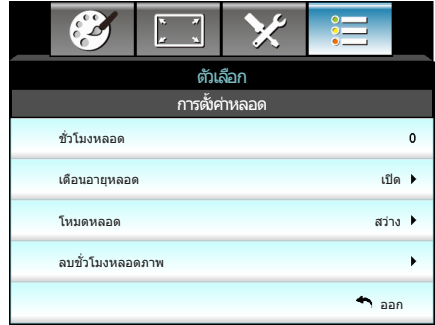 ตัวเลือก
การตั้งค่าหลอด
ชั่วโมงหลอด 0
เตือนอายุหลอด เปิด
โหมดหลอด สว่าง
ลบชั่วโมงหลอดภาพ
ออก